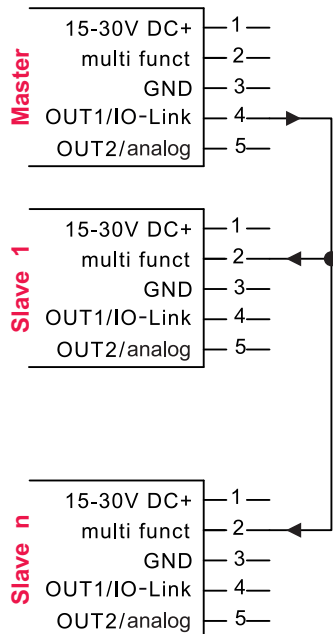 Master
15-30V DC+ 1
multi funct 2
GND 3
OUT1/IO-Link 4
OUT2/analog 5
Slave 1
15-30V DC+ 1
multi funct 2
GND 3
OUT1/IO-Link 4
OUT2/analog 5
Slave n
15-30V DC+ 1
multi funct 2
GND 3
OUT1/IO-Link 4
OUT2/analog 5